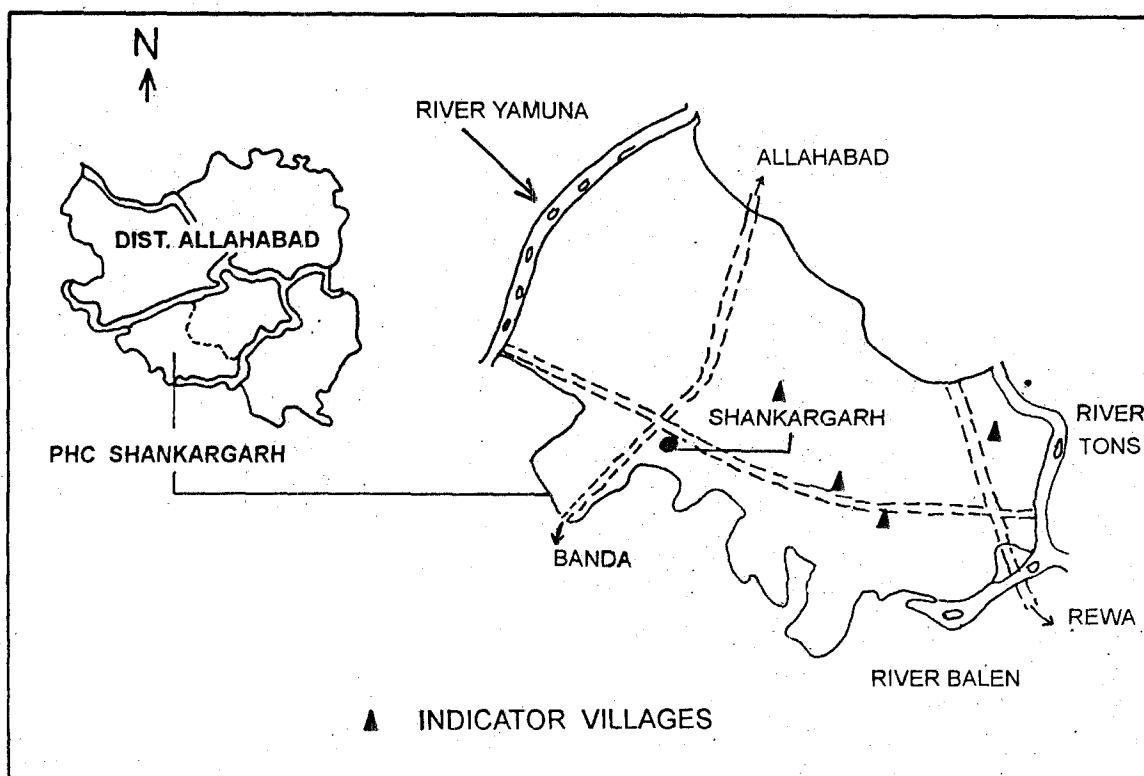 N
RIVER YAMUNA
ALLAHABAD
DIST. ALLAHABAD
SHANKARGARH
RIVER
TONS
PHC SHANKARGARH
BANDA
REWA
RIVER BALEN
INDICATOR VILLAGES